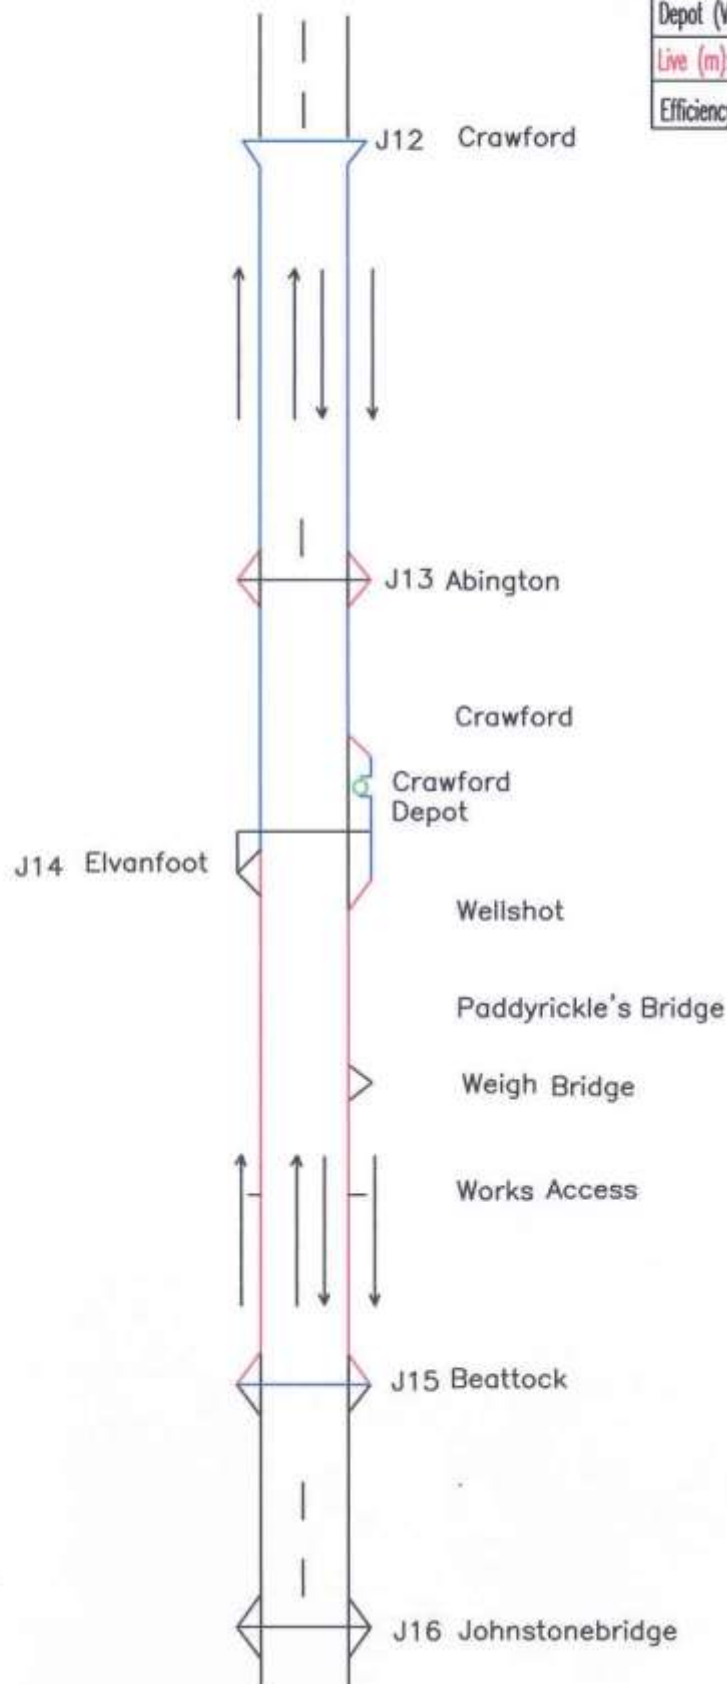 Depot
Live (m)
J12 Crawford
J13 Abington
Crawford
Crawford
Depot
J14 Elvanfoot
Wellshot
Paddyrickle's Bridge
Weigh Bridge
Works Access
J15 Beattock
J16 Johnstonebridge